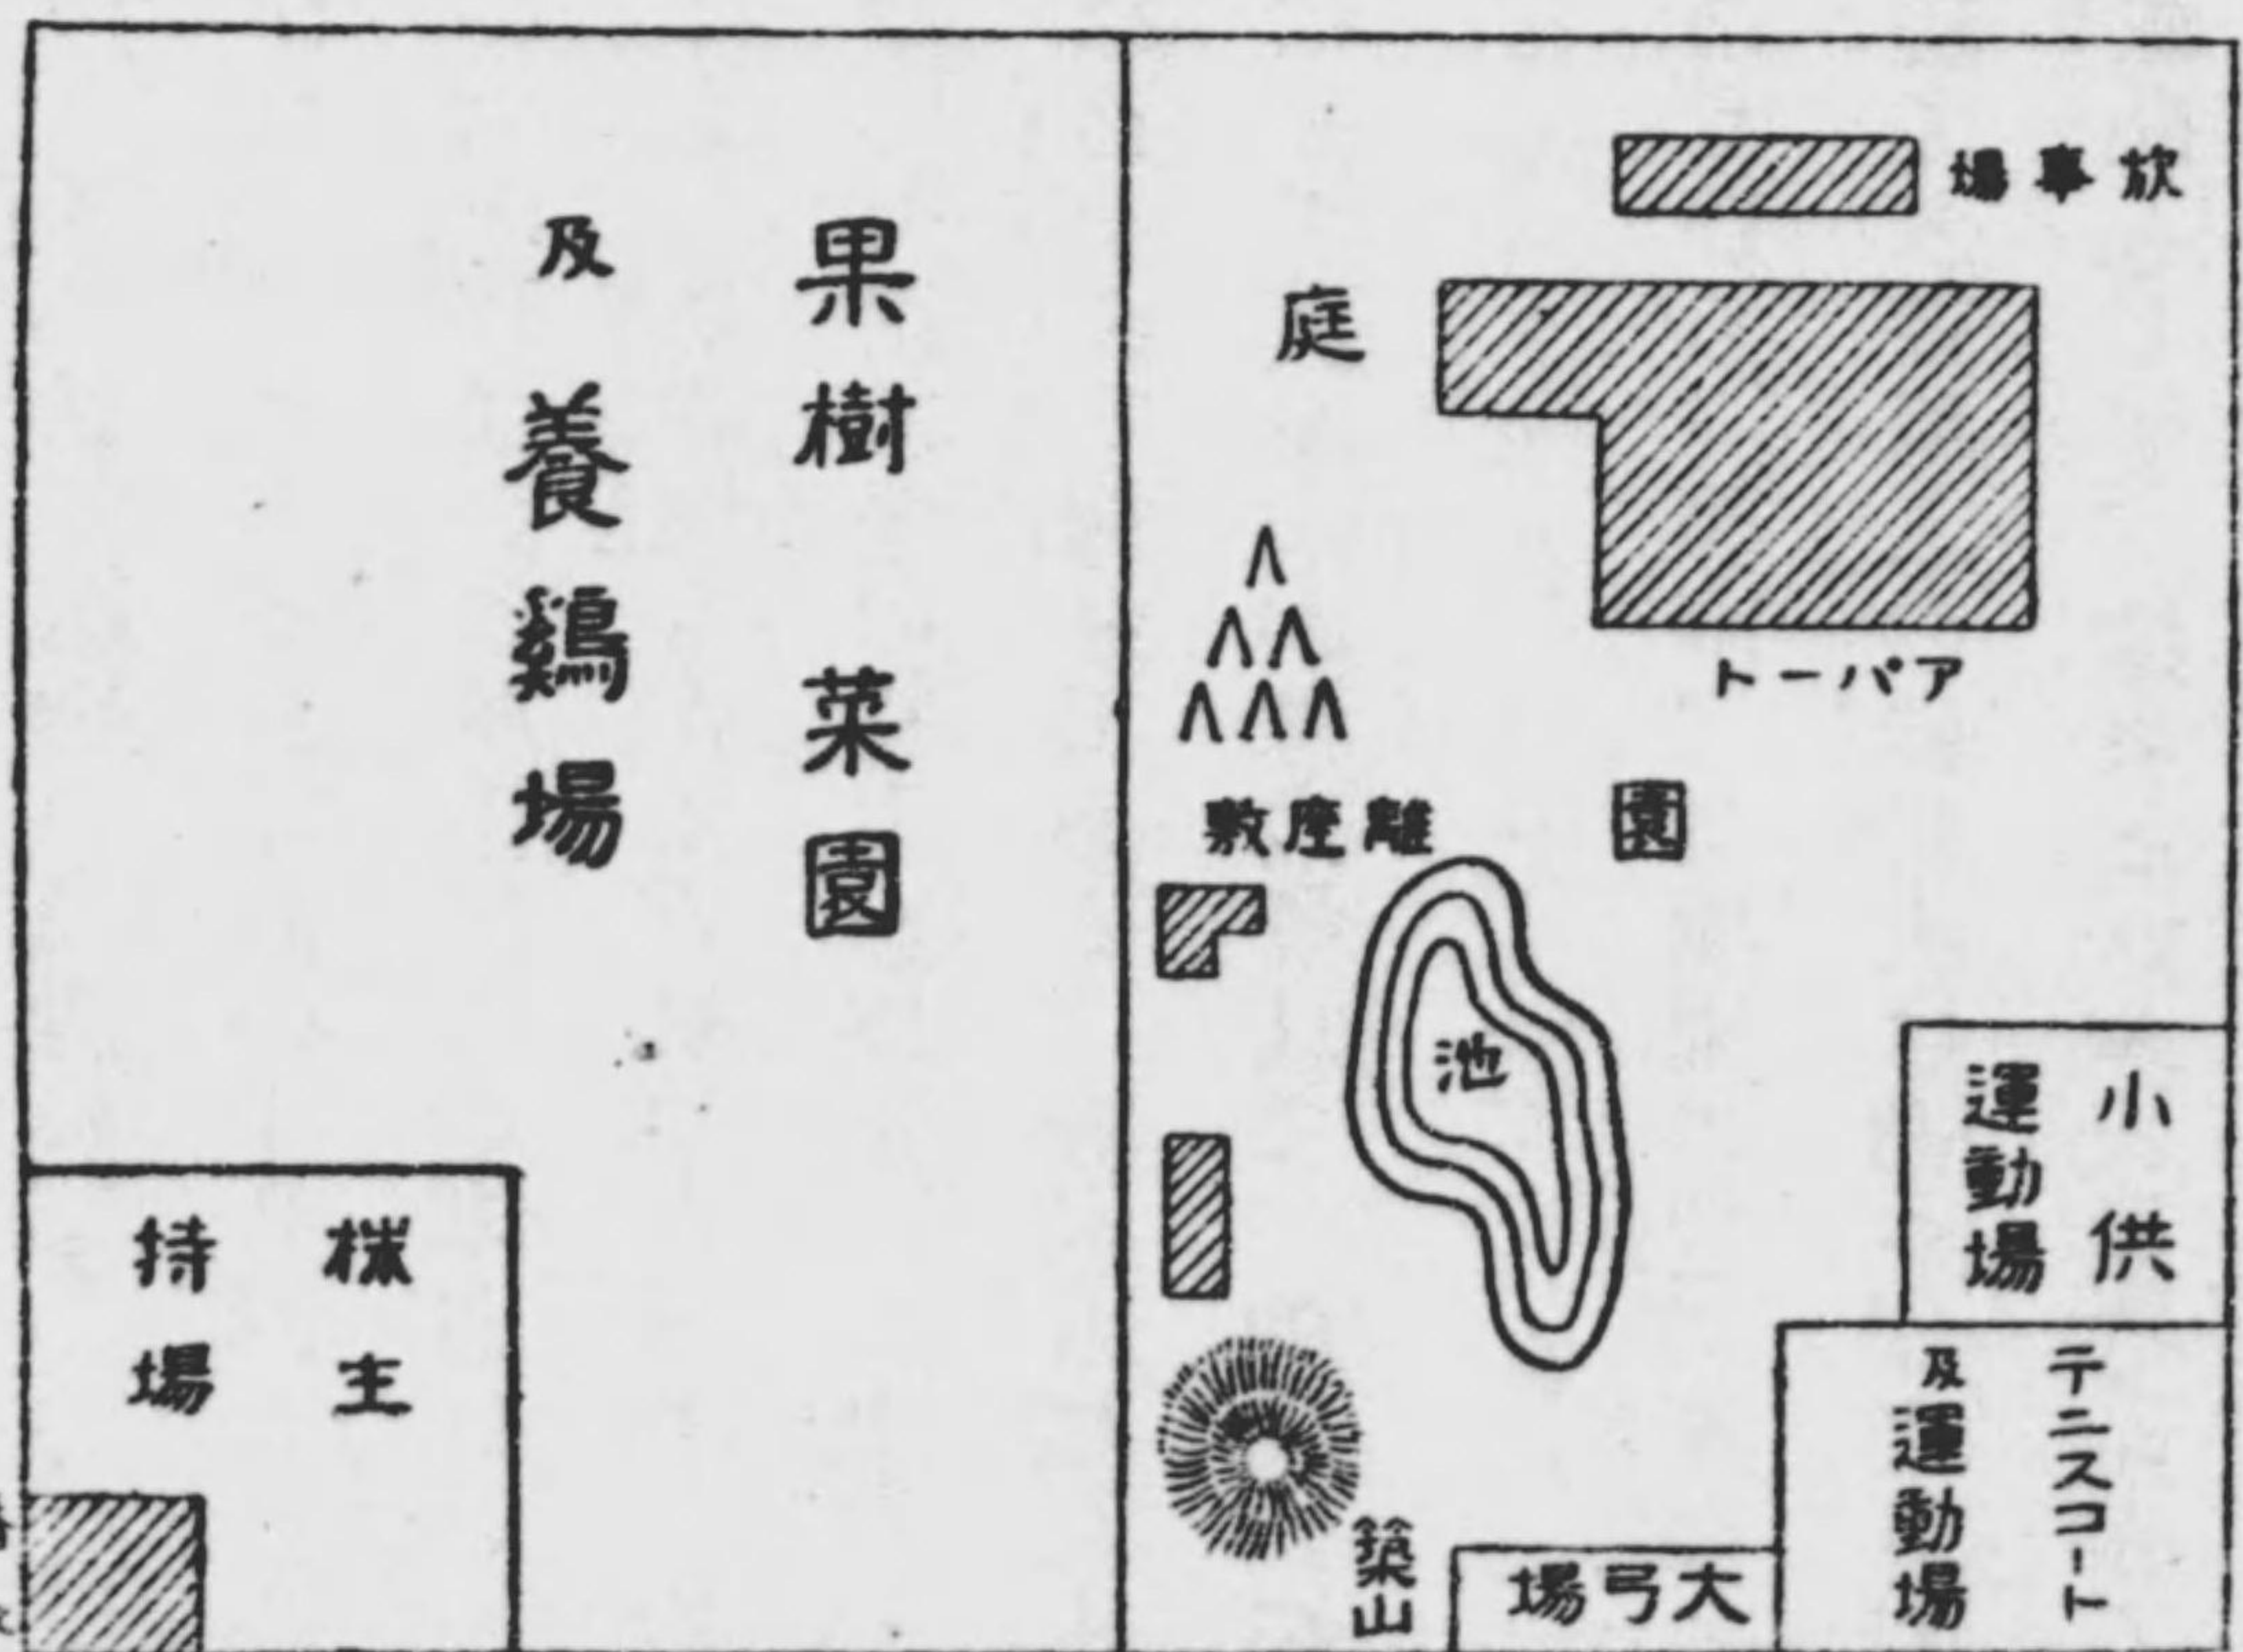 炊事場
庭
アパート
園
離座敷
池
小供
運動場
テニスコート
及運動場
大弓場
築山
果樹 菜園
及 養鷄場
主
持場